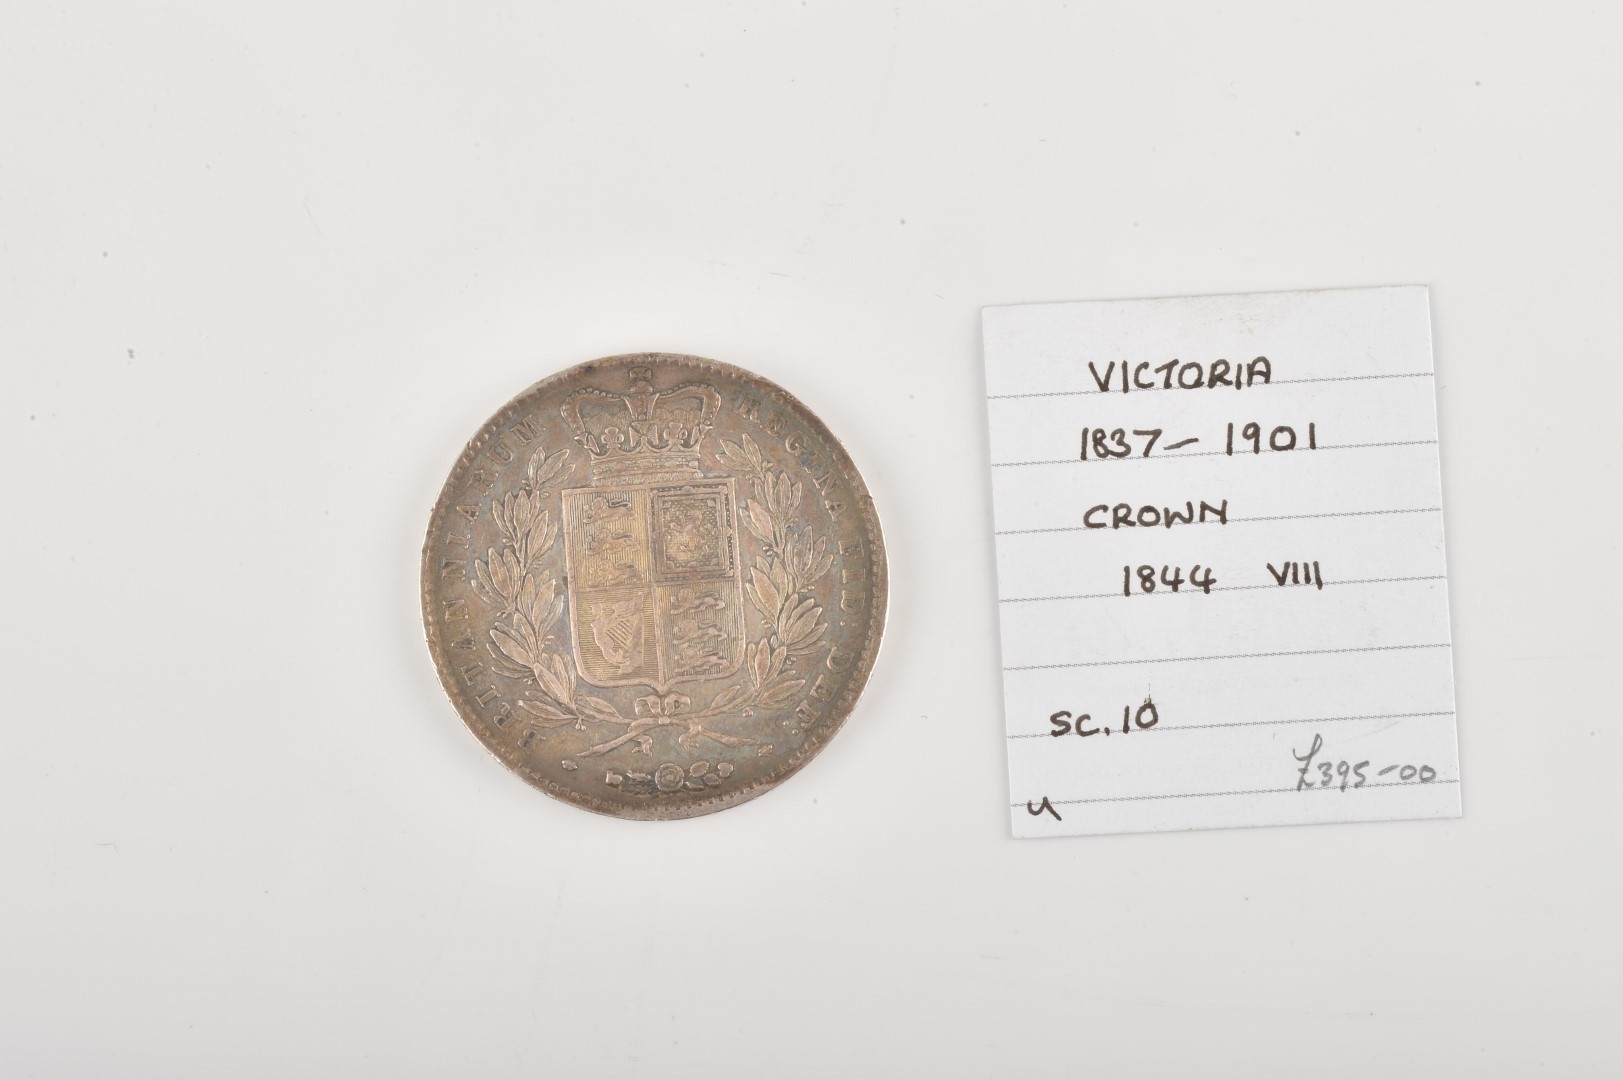 BRITANNIARUM REGINA FID: DEF:
VICTORIA
1837 – 1901
CROWN
1844 VIII
SC. 10
£395-00
u